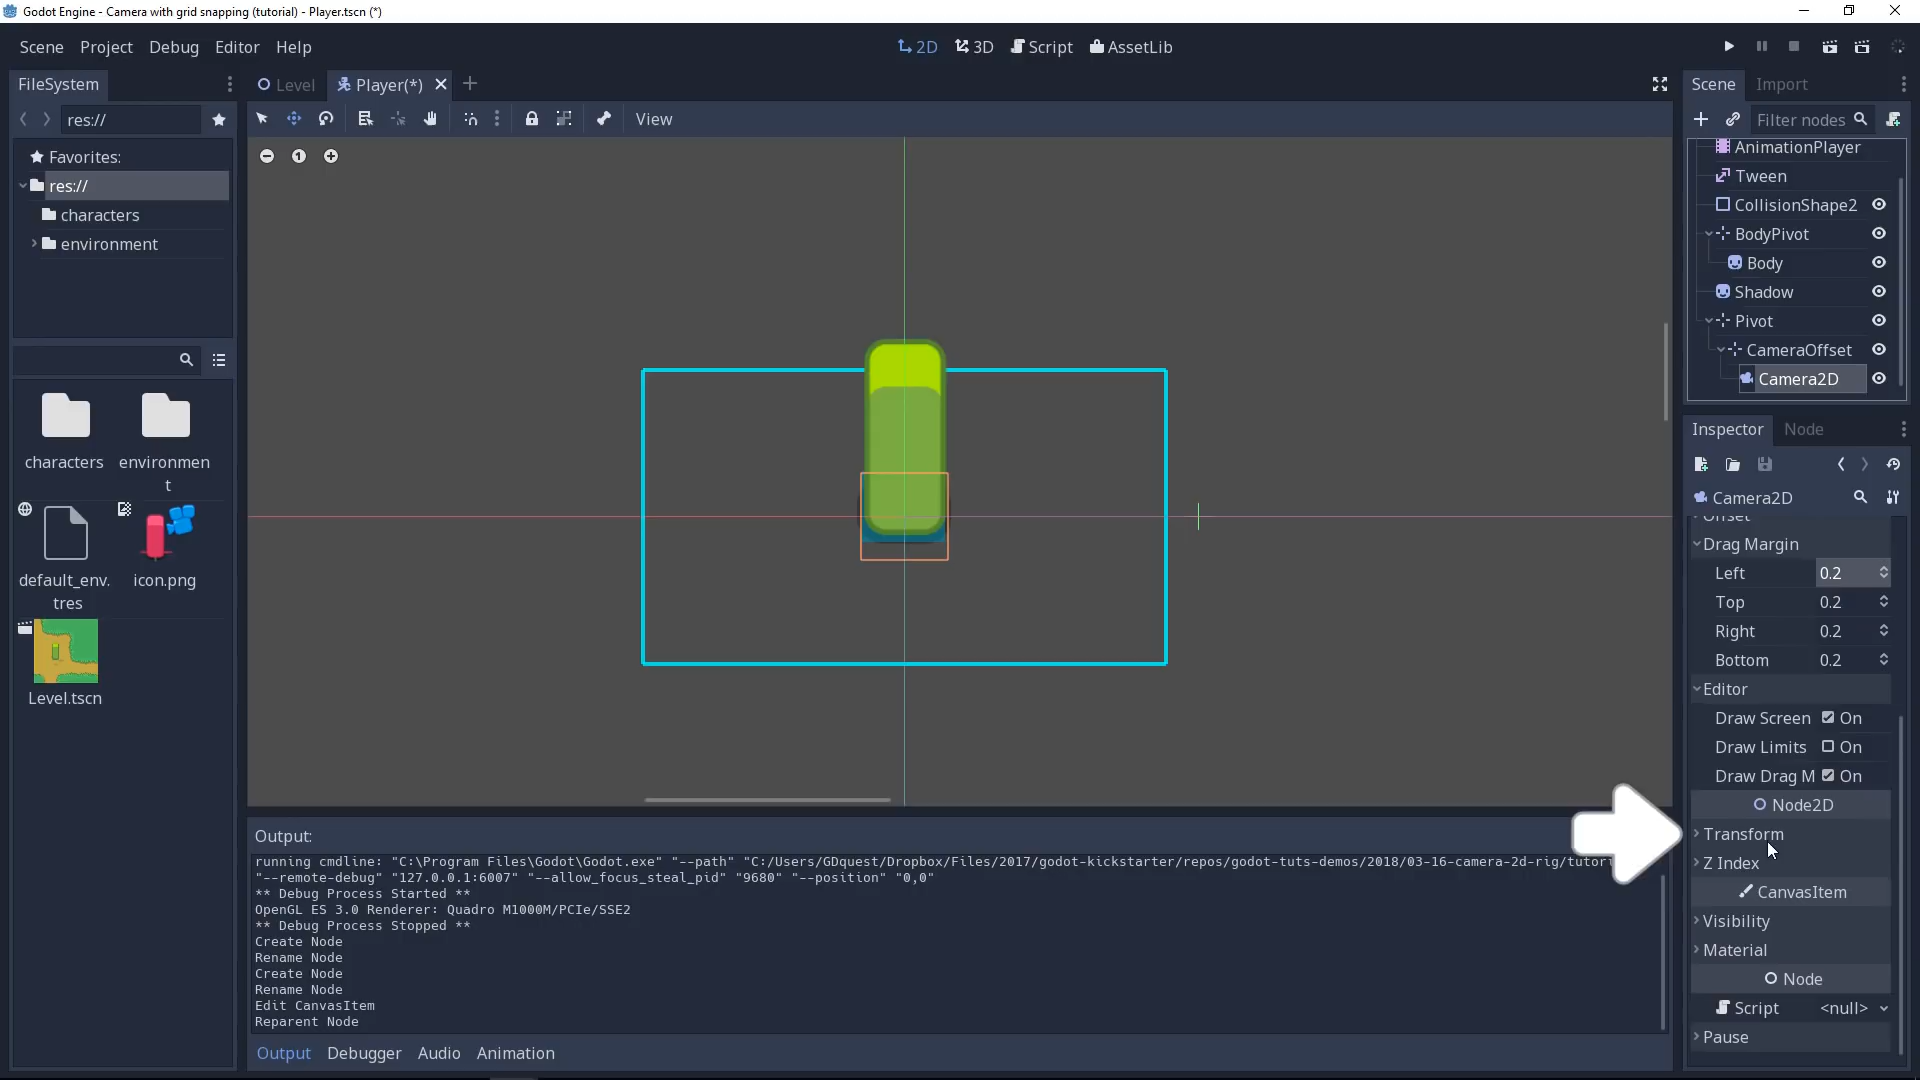 Godot Engine - Camera with grid snapping (tutorial) - Player.tscn (*)
Scene Project Debug Editor Help
2D 3D Script AssetLib
FileSystem
res://
Favorites:
res://
characters
environment
characters
environmen
t
default_env.
tres
icon.png
Level.tscn
Level
Player(*)
View
1
Output:
running cmdline: "C:\Program Files\Godot\Godot.exe" "--path" "C:/Users/GDquest/Dropbox/Files/2017/godot-kickstarter/repos/godot-tuts-demos/2018/03-16-camera-2d-rig/tutor
"--remote-debug" "127.0.0.1:6007" "--allow_focus_steal_pid" "9680" "--position" "0,0"
** Debug Process Started **
OpenGL ES 3.0 Renderer: Quadro M1000M/PCIe/SSE2
** Debug Process Stopped **
Create Node
Rename Node
Create Node
Rename Node
Edit CanvasItem
Reparent Node
Output Debugger Audio Animation
Scene Import
Filter nodes
AnimationPlayer
Tween
CollisionShape2
BodyPivot
Body
Shadow
Pivot
CameraOffset
Camera2D
Inspector Node
Camera2D
Offset
Drag Margin
Left 0.2
Top 0.2
Right 0.2
Bottom 0.2
Editor
Draw Screen On
Draw Limits On
Draw Drag M On
Node2D
Transform
Z Index
CanvasItem
Visibility
Material
Node
Script <null>
Pause